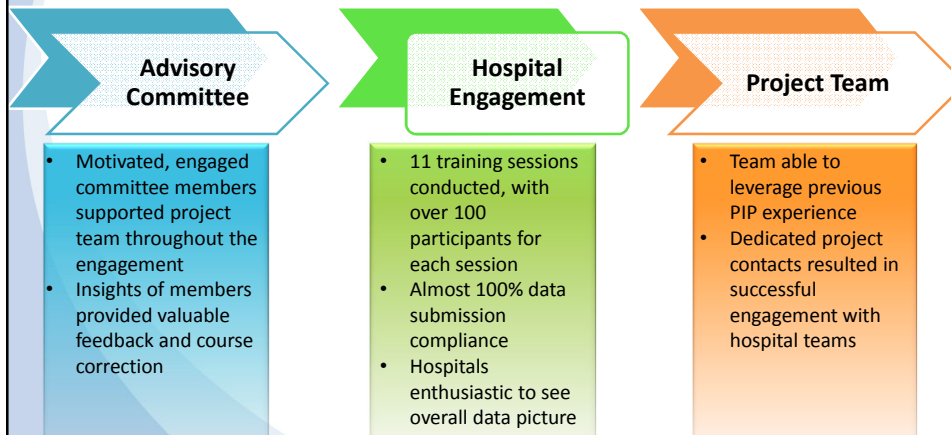 Advisory
Committee
• Motivated, engaged
committee members
supported project
team throughout the
engagement
• Insights of members
provided valuable
feedback and course
correction
Hospital
Engagement
• 11 training sessions
conducted, with
over 100
participants for
each session
• Almost 100% data
submission
compliance
• Hospitals
enthusiastic to see
overall data picture
Project Team
• Team able to
leverage previous
PIP experience
• Dedicated project
contacts resulted in
successful
engagement with
hospital teams